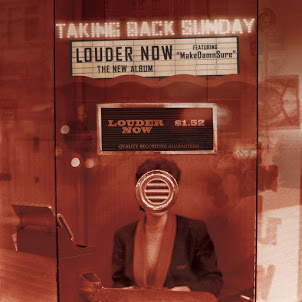 TAKING BACK SUNDAY
LOUDER NOW
FEATURING
"MakeDamnSure"
THE NEW ALBUM
LOUDER
NOW
$1.52
QUALITY RECORDING GUARANTEED